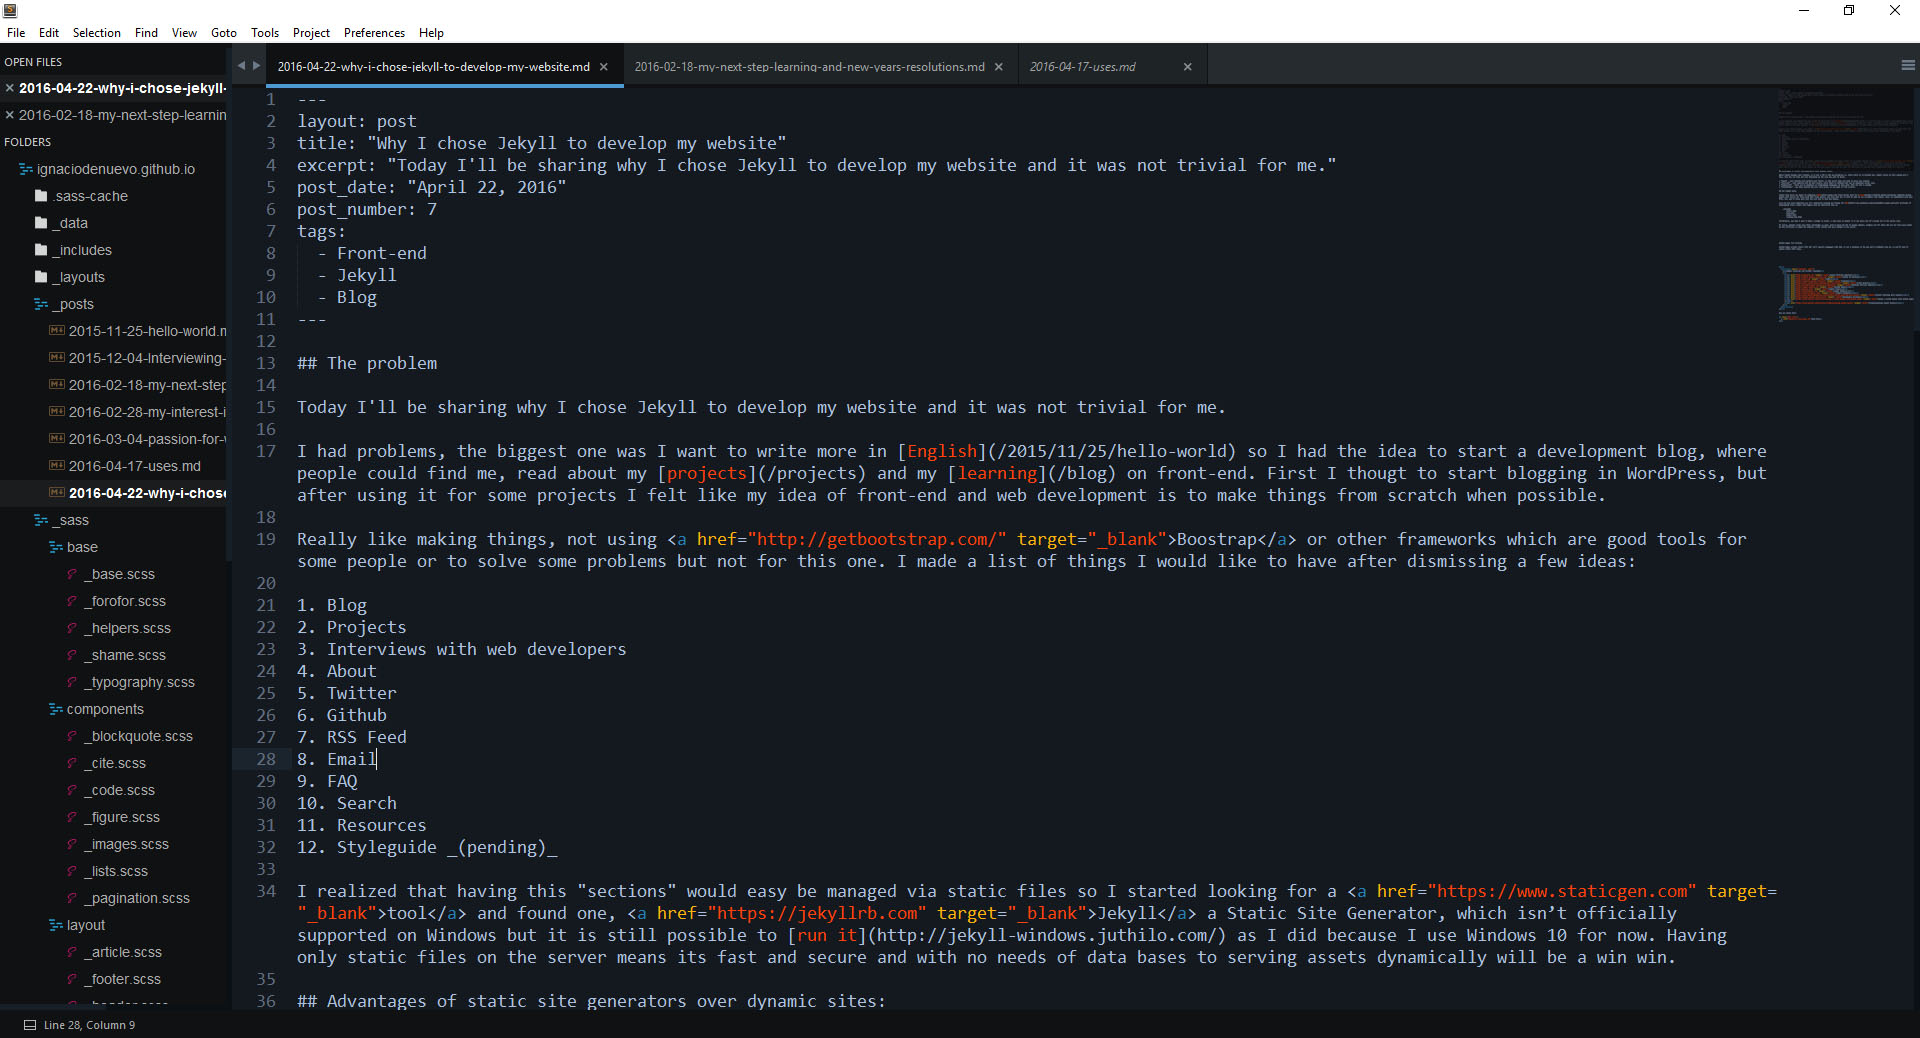 File Edit Selection Find View Goto Tools Project Preferences Help
OPEN FILES
2016-04-22-why-i-chose-jekyll-
2016-02-18-my-next-step-learnin
FOLDERS
ignaciodenuevo.github.io
.sass-cache
_data
_includes
_layouts
_posts
2015-11-25-hello-world.m
2015-12-04-Interviewing-
2016-02-18-my-next-step
2016-02-28-my-interest-i
2016-03-04-passion-for-w
2016-04-17-uses.md
2016-04-22-why-i-chose
_sass
base
_base.scss
_forofor.scss
_helpers.scss
_shame.scss
_typography.scss
components
_blockquote.scss
_cite.scss
_code.scss
_figure.scss
_images.scss
_lists.scss
_pagination.scss
layout
_article.scss
_footer.scss
_header.scss
2016-04-22-why-i-chose-jekyll-to-develop-my-website.md 2016-02-18-my-next-step-learning-and-new-years-resolutions.md 2016-04-17-uses.md
1 ---
2 layout: post
3 title: "Why I chose Jekyll to develop my website"
4 excerpt: "Today I'll be sharing why I chose Jekyll to develop my website and it was not trivial for me."
5 post_date: "April 22, 2016"
6 post_number: 7
7 tags:
8 - Front-end
9 - Jekyll
10 - Blog
11 ---
12
13 ## The problem
14
15 Today I'll be sharing why I chose Jekyll to develop my website and it was not trivial for me.
16
17 I had problems, the biggest one was I want to write more in [English](/2015/11/25/hello-world) so I had the idea to start a development blog, where
people could find me, read about my [projects](/projects) and my [learning](/blog) on front-end. First I thougt to start blogging in WordPress, but
after using it for some projects I felt like my idea of front-end and web development is to make things from scratch when possible.
18
19 Really like making things, not using <a href="http://getbootstrap.com/" target="_blank">Boostrap</a> or other frameworks which are good tools for
some people or to solve some problems but not for this one. I made a list of things I would like to have after dismissing a few ideas:
20
21 1. Blog
22 2. Projects
23 3. Interviews with web developers
24 4. About
25 5. Twitter
26 6. Github
27 7. RSS Feed
28 8. Email
29 9. FAQ
30 10. Search
31 11. Resources
32 12. Styleguide _(pending)_
33
34 I realized that having this "sections" would easy be managed via static files so I started looking for a <a href="https://www.staticgen.com" target=
"_blank">tool</a> and found one, <a href="https://jekyllrb.com" target="_blank">Jekyll</a> a Static Site Generator, which isn’t officially
supported on Windows but it is still possible to [run it](http://jekyll-windows.juthilo.com/) as I did because I use Windows 10 for now. Having
only static files on the server means its fast and secure and with no needs of data bases to serving assets dynamically will be a win win.
35
36 ## Advantages of static site generators over dynamic sites:
Line 28, Column 9